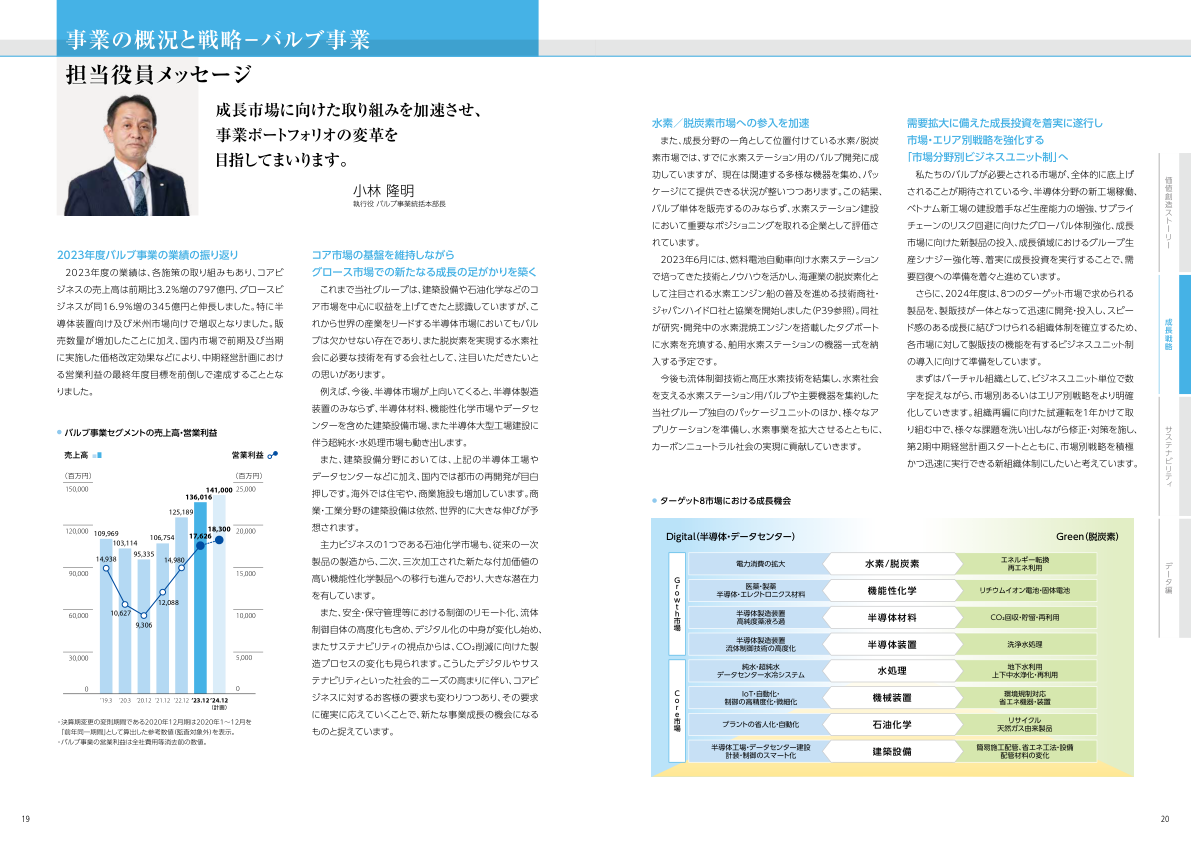 事業の概況と戦略－バルブ事業
担当役員メッセージ
成長市場に向けた取り組みを加速させ、
事業ポートフォリオの変革を
目指してまいります。
小林 隆明
執行役 バルブ事業統括本部長
2023年度バルブ事業の業績の振り返り
2023年度の業績は、各施策の取り組みもあり、コアビ
ジネスの売上高は前期比3.2%増の797億円、グロースビ
ジネスが同16.9%増の345億円と伸長しました。特に半
導体装置向け及び米州市場向けで増収となりました。販
売数量が増加したことに加え、国内市場で前期及び当期
に実施した価格改定効果などにより、中期経営計画におけ
る営業利益の最終年度目標を前倒しで達成することとな
りました。
バルブ事業セグメントの売上高・営業利益
売上高
営業利益
（百万円）
（百万円）
150,000
120,000
90,000
60,000
30,000
0
25,000
20,000
15,000
10,000
5,000
0
109,969
103,114
95,335
106,754
125,189
136,016
141,000
14,938
10,627
9,306
12,088
14,980
17,626
18,300
'19.3
'20.3
'20.12
'21.12
'22.12
'23.12
'24.12
（計画）
・決算期変更の変則期間である2020年12月期は2020年1～12月を
「前年同一期間」として算出した参考数値（監査対象外）を表示。
・バルブ事業の営業利益は全社費用等消去前の数値。
コア市場の基盤を維持しながら
グロース市場での新たなる成長の足がかりを築く
これまで当社グループは、建築設備や石油化学などのコ
ア市場を中心に収益を上げてきたと認識していますが、こ
れから世界の産業をリードする半導体市場においてもバル
ブは欠かせない存在であり、また脱炭素を実現する水素社
会に必要な技術を有する会社として、注目いただきたいと
の思いがあります。
例えば、今後、半導体市場が上向いてくると、半導体製造
装置のみならず、半導体材料、機能性化学市場やデータセ
ンターを含めた建築設備市場、また半導体大型工場建設に
伴う超純水・水処理市場も動き出します。
また、建築設備分野においては、上記の半導体工場や
データセンターなどに加え、国内では都市の再開発が目白
押しです。海外では住宅や、商業施設も増加しています。商
業・工業分野の建築設備は依然、世界的に大きな伸びが予
想されます。
主力ビジネスの1つである石油化学市場も、従来の一次
製品の製造から、二次、三次加工された新たな付加価値の
高い機能性化学製品への移行も進んでおり、大きな潜在力
を有しています。
また、安全・保守管理等における制御のリモート化、流体
制御自体の高度化も含め、デジタル化の中身が変化し始め、
またサステナビリティの視点からは、CO₂削減に向けた製
造プロセスの変化も見られます。こうしたデジタルやサス
テナビリティといった社会的ニーズの高まりに伴い、コアビ
ジネスに対するお客様の要求も変わりつつあり、その要求
に確実に応えていくことで、新たな事業成長の機会になる
ものと捉えています。
19
水素／脱炭素市場への参入を加速
また、成長分野の一角として位置付けている水素/脱炭
素市場では、すでに水素ステーション用のバルブ開発に成
功していますが、現在は関連する多様な機器を集め、パッ
ケージにて提供できる状況が整いつつあります。この結果、
バルブ単体を販売するのみならず、水素ステーション建設
において重要なポジショニングを取れる企業として評価さ
れています。
2023年6月には、燃料電池自動車向け水素ステーション
で培ってきた技術とノウハウを活かし、海運業の脱炭素化と
して注目される水素エンジン船の普及を進める技術商社・
ジャパンハイドロ社と協業を開始しました（P39参照）。同社
が研究・開発中の水素混焼エンジンを搭載したタグボート
に水素を充填する、舶用水素ステーションの機器一式を納
入する予定です。
今後も流体制御技術と高圧水素技術を結集し、水素社会
を支える水素ステーション用バルブや主要機器を集約した
当社グループ独自のパッケージユニットのほか、様々なア
プリケーションを準備し、水素事業を拡大させるとともに、
カーボンニュートラル社会の実現に貢献していきます。
需要拡大に備えた成長投資を着実に遂行し
市場・エリア別戦略を強化する
「市場分野別ビジネスユニット制」へ
私たちのバルブが必要とされる市場が、全体的に底上げ
されることが期待されている今、半導体分野の新工場稼働、
ベトナム新工場の建設着手など生産能力の増強、サプライ
チェーンのリスク回避に向けたグローバル体制強化、成長
市場に向けた新製品の投入、成長領域におけるグループ生
産シナジー強化等、着実に成長投資を実行することで、需
要回復への準備を着々と進めています。
さらに、2024年度は、8つのターゲット市場で求められる
製品を、製販技が一体となって迅速に開発・投入し、スピー
ド感のある成長に結びつけられる組織体制を確立するため、
各市場に対して製販技の機能を有するビジネスユニット制
の導入に向けて準備をしています。
まずはバーチャル組織として、ビジネスユニット単位で数
字を捉えながら、市場別あるいはエリア別戦略をより明確
化していきます。組織再編に向けた試運転を1年かけて取
り組む中で、様々な課題を洗い出しながら修正・対策を施し、
第2期中期経営計画スタートとともに、市場別戦略を積極
かつ迅速に実行できる新組織体制にしたいと考えています。
ターゲット8市場における成長機会
Digital（半導体・データセンター）
Green（脱炭素）
Growth市場
電力消費の拡大
水素/脱炭素
エネルギー転換
再エネ利用
医薬・製薬
半導体・エレクトロニクス材料
機能性化学
リチウムイオン電池・固体電池
半導体製造装置
高純度薬液ろ過
半導体材料
CO₂回収・貯留・再利用
半導体製造装置
流体制御技術の高度化
半導体装置
洗浄水処理
Core市場
純水・超純水
データセンター水冷システム
水処理
地下水利用
上下中水浄化・再利用
IoT・自動化・
制御の高精度化・微細化
機械装置
環境規制対応
省エネ機器・装置
プラントの省人化・自動化
石油化学
リサイクル
天然ガス由来製品
半導体工場・データセンター建設
計装・制御のスマート化
建築設備
簡易施工配管、省エネ工法・設備
配管材料の変化
価値創造ストーリー
成長戦略
サステナビリティ
データ編
20